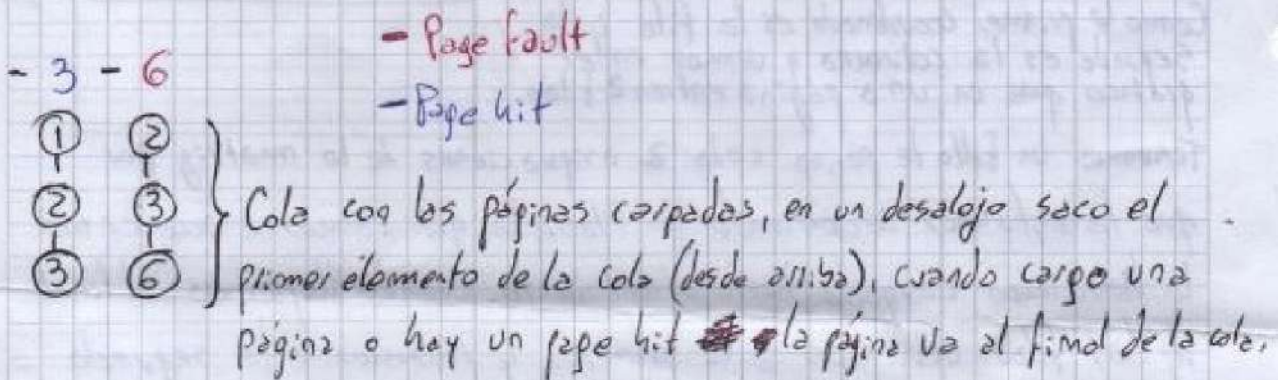 - Page fault
- 3 - 6
- Page hit
1 2
2 3
3 6
Cola con las páginas cargadas, en un desalojo saco el
primer elemento de la cola (desde arriba), cuando cargo una
página o hay un page hit la página va al final de la cola.